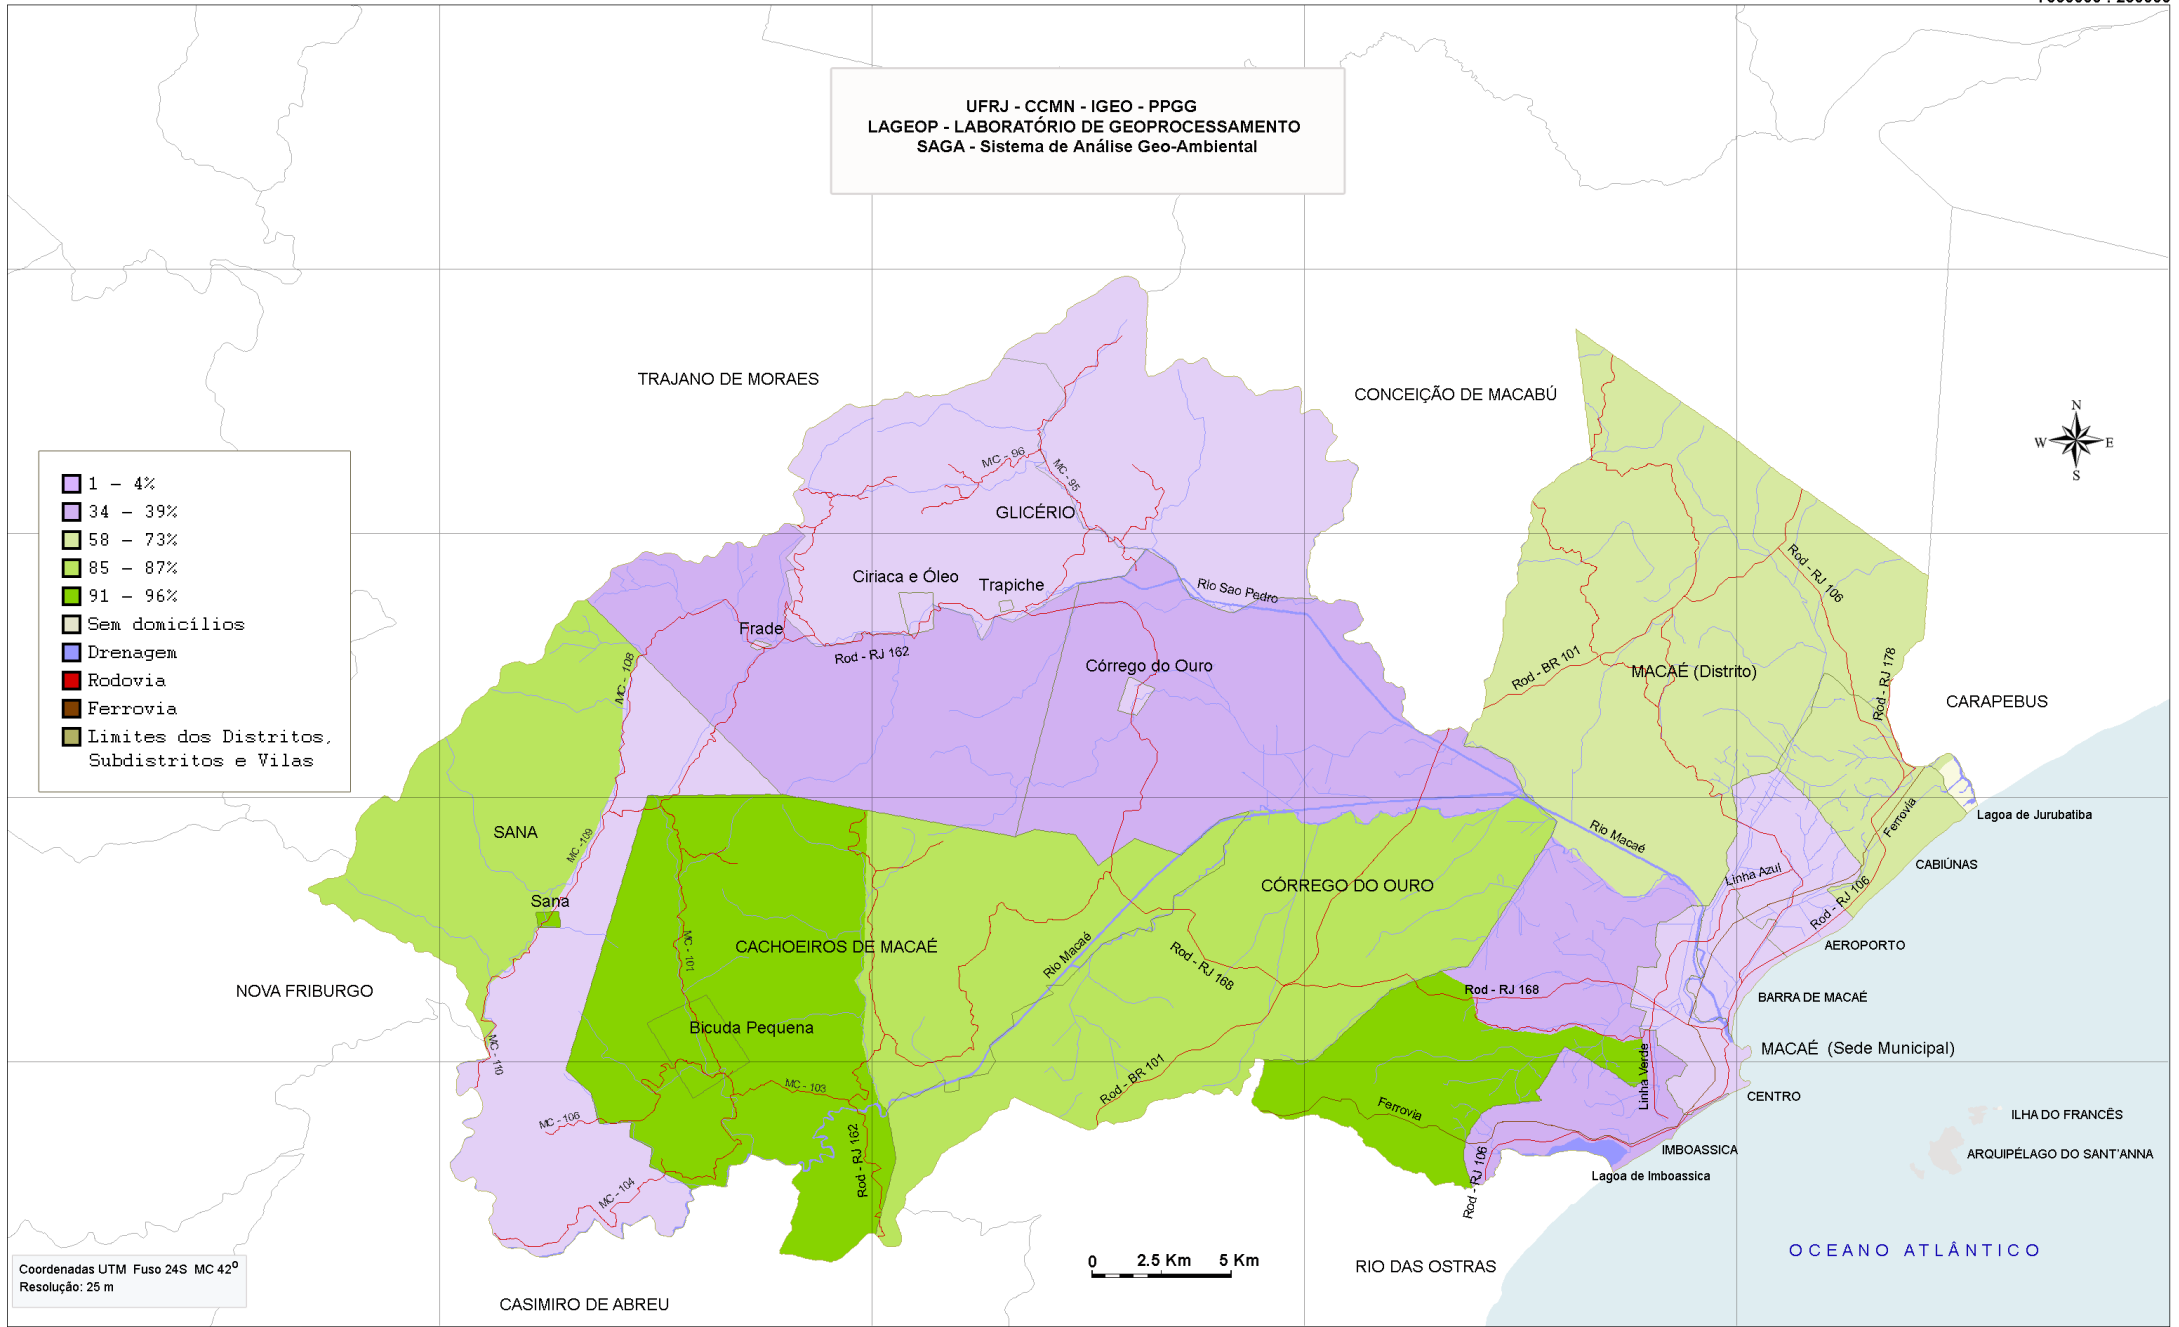 UFRJ - CCMN - IGEO - PPGG
LAGEOP - LABORATÓRIO DE GEOPROCESSAMENTO
SAGA - Sistema de Análise Geo-Ambiental
TRAJANO DE MORAES
CONCEIÇÃO DE MACABÚ
N
W
E
S
1 - 4%
34 - 39%
58 - 73%
85 - 87%
91 - 96%
Sem domicílios
Drenagem
Rodovia
Ferrovia
Limites dos Distritos,
Subdistritos e Vilas
MC - 96
MC - 95
GLICÉRIO
Ciriaca e Óleo
Trapiche
Rio Sao Pedro
Frade
Rod - RJ 162
Córrego do Ouro
MC - 108
Rod - BR 101
MACAÉ (Distrito)
Rod - RJ 106
Rod - RJ 178
CARAPEBUS
SANA
MC -109
Sana
CACHOEIROS DE MACAÉ
MC - 101
CÓRREGO DO OURO
Rio Macaé
Rio Macaé
Linha Azul
Ferrovia
Lagoa de Jurubatiba
CABIÚNAS
Rod - RJ 106
AEROPORTO
NOVA FRIBURGO
Rod - RJ 168
Rod - RJ 168
BARRA DE MACAÉ
Bicuda Pequena
MC - 110
MACAÉ (Sede Municipal)
MC - 103
Rod - BR 101
Linha Verde
CENTRO
MC - 106
Ferrovia
ILHA DO FRANCÊS
Rod - RJ 162
IMBOASSICA
ARQUIPÉLAGO DO SANT'ANNA
Lagoa de Imboassica
MC - 104
Rod - RJ 106
OCEANO ATLÂNTICO
Coordenadas UTM Fuso 24S MC 42º
Resolução: 25 m
0 2.5 Km 5 Km
RIO DAS OSTRAS
CASIMIRO DE ABREU